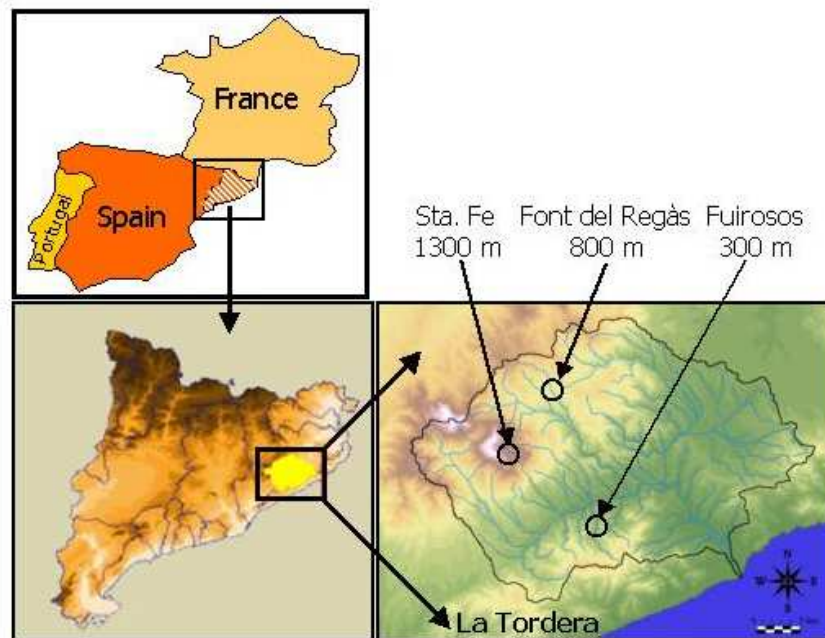 France
Spain
Portugal
Sta. Fe Font del Regàs Fuirosos
1300 m 800 m 300 m
N
W E
S
La Tordera